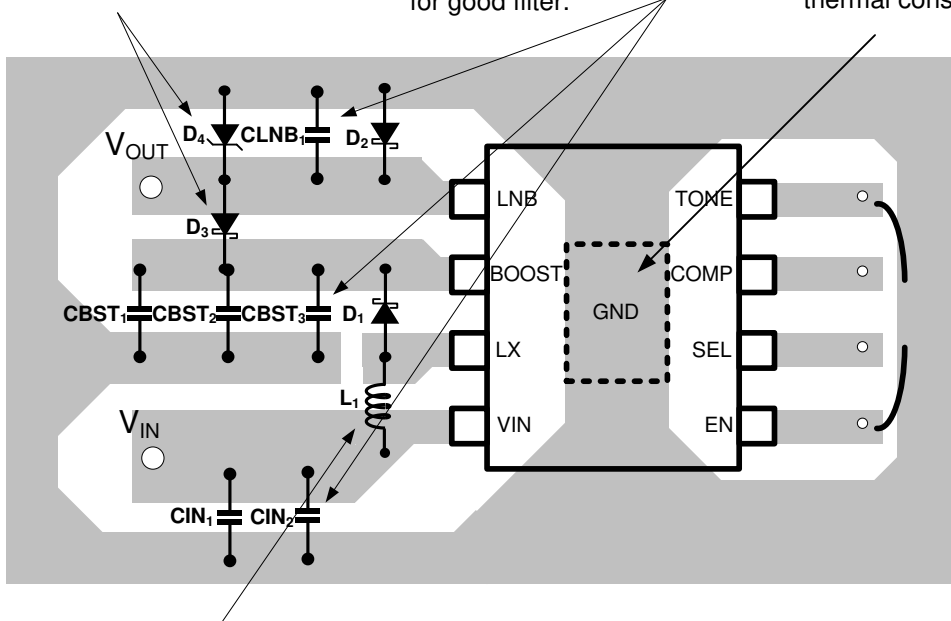 for good filter.
thermal cons
D4 CLNB1 D2
VOUT
LNB TONE
D3
BOOST COMP
CBST1 CBST2 CBST3 D1
GND
LX SEL
L1
VIN
VIN EN
CIN1 CIN2